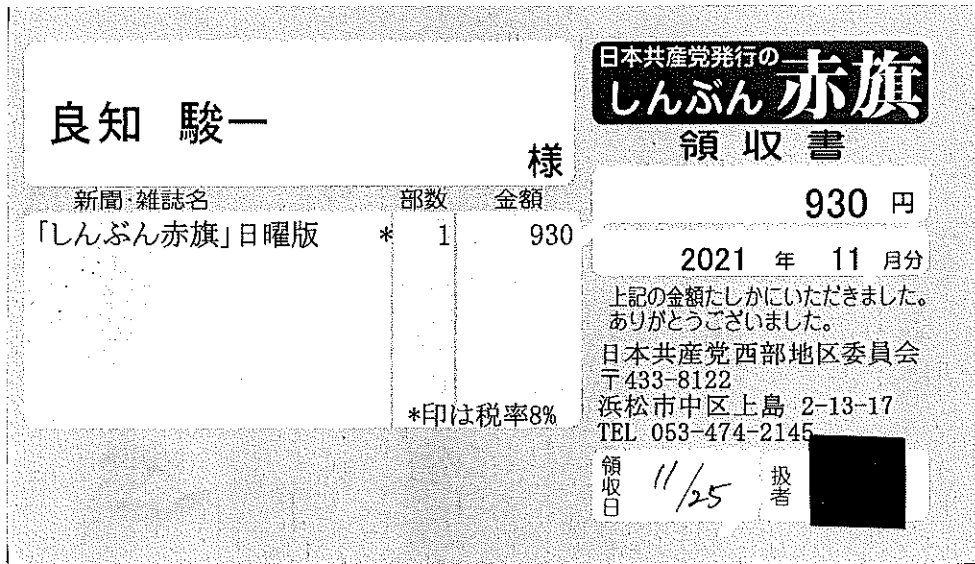 良知 駿一
様
新聞・雑誌名 部数 金額
「しんぶん赤旗」日曜版 * 1 930
*印は税率8%
日本共産党発行の
しんぶん 赤旗
領収書
930 円
2021 年 11 月分
上記の金額たしかにいただきました。
ありがとうございました。
日本共産党西部地区委員会
〒433-8122
浜松市中区上島 2-13-17
TEL 053-474-2145
領収日 11/25 扱者